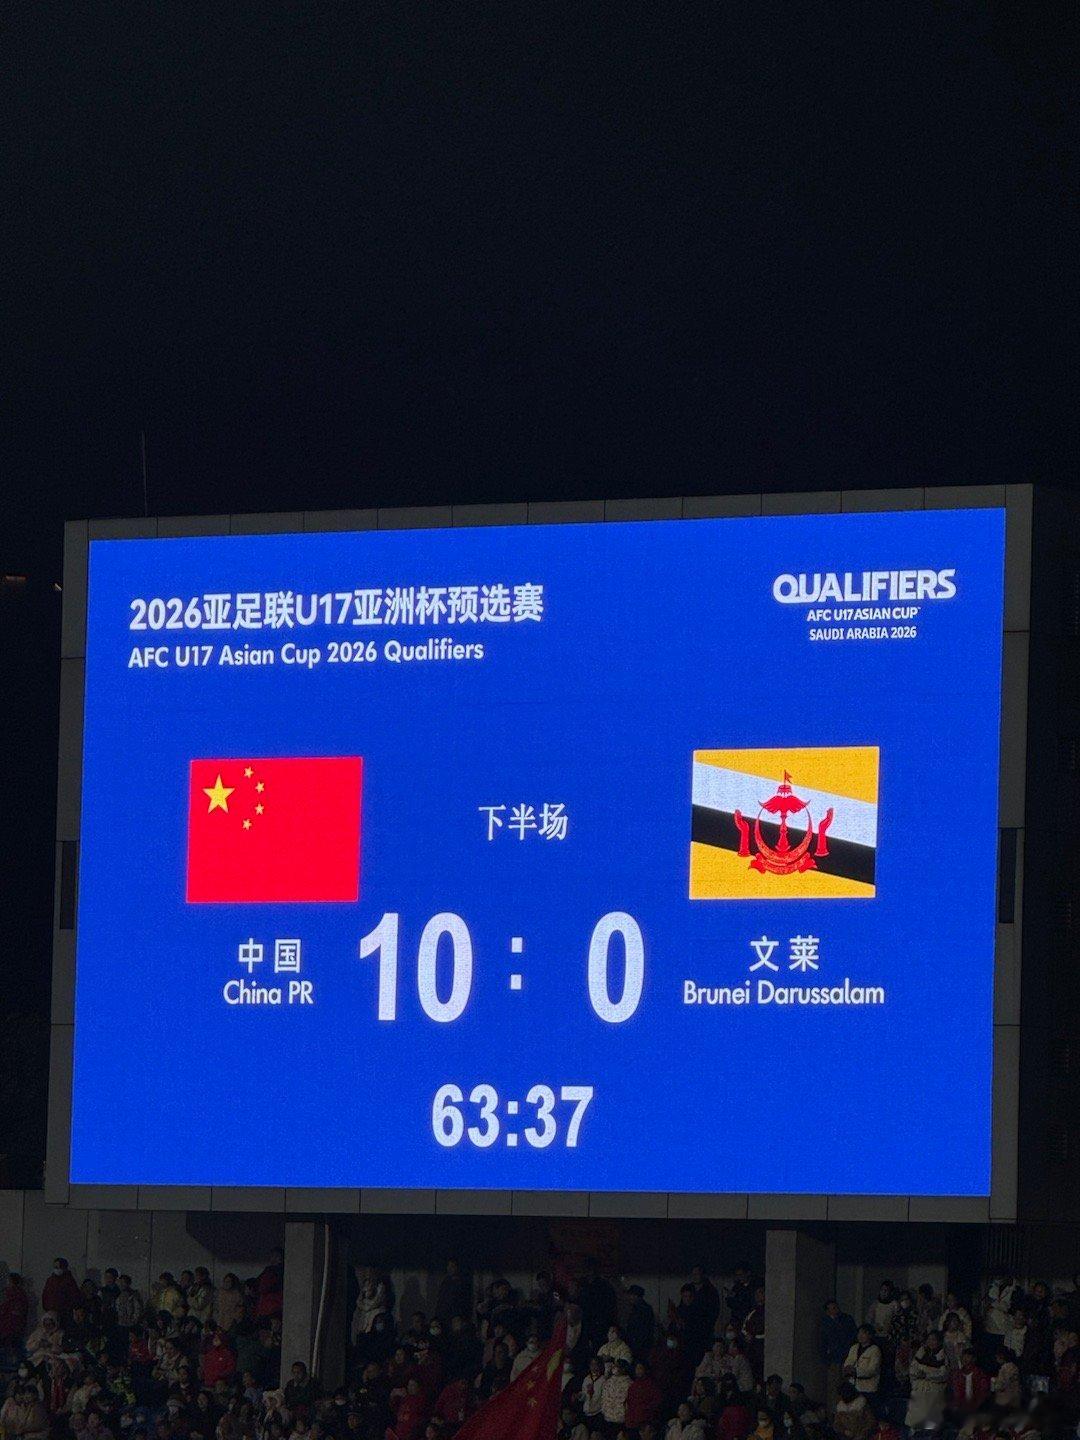 2026亚足联U17亚洲杯预选赛
AFC U17 Asian Cup 2026 Qualifiers
QUALIFIERS
AFC U17 ASIAN CUP™
SAUDI ARABIA 2026
下半场
10 : 0
中国
China PR
文莱
Brunei Darussalam
63:37